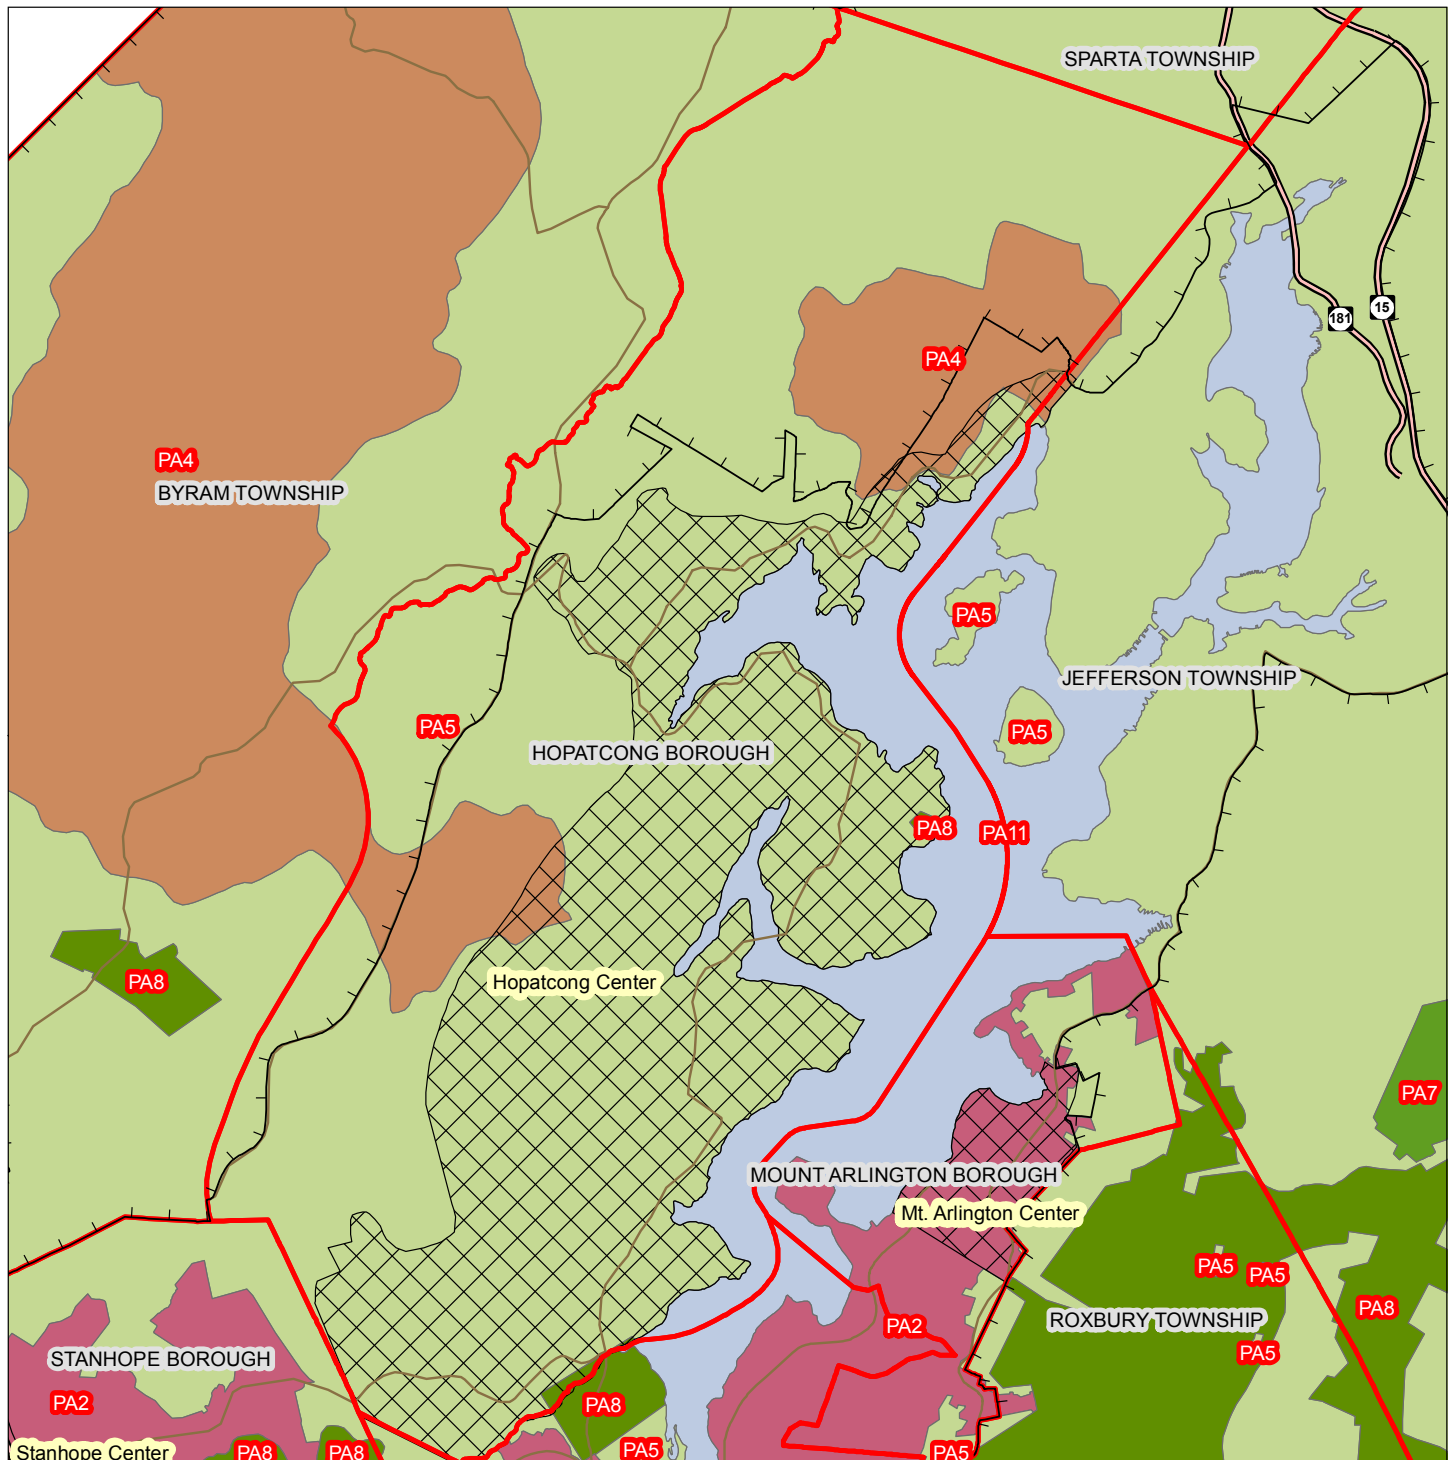 SPARTA TOWNSHIP
15
181
PA4
PA4
BYRAM TOWNSHIP
PA5
JEFFERSON TOWNSHIP
PA5
PA5
HOPATCONG BOROUGH
PA8
PA11
PA8
Hopatcong Center
PA7
MOUNT ARLINGTON BOROUGH
Mt. Arlington Center
PA5
PA5
PA8
ROXBURY TOWNSHIP
PA2
PA5
STANHOPE BOROUGH
PA2
PA8
Stanhope Center
PA8
PA8
PA5
PA5